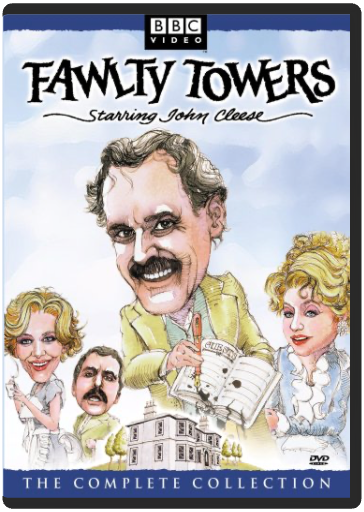 BBC
VIDEO
FAWLTY TOWERS
Starring John Cleese
DVD
THE COMPLETE COLLECTION